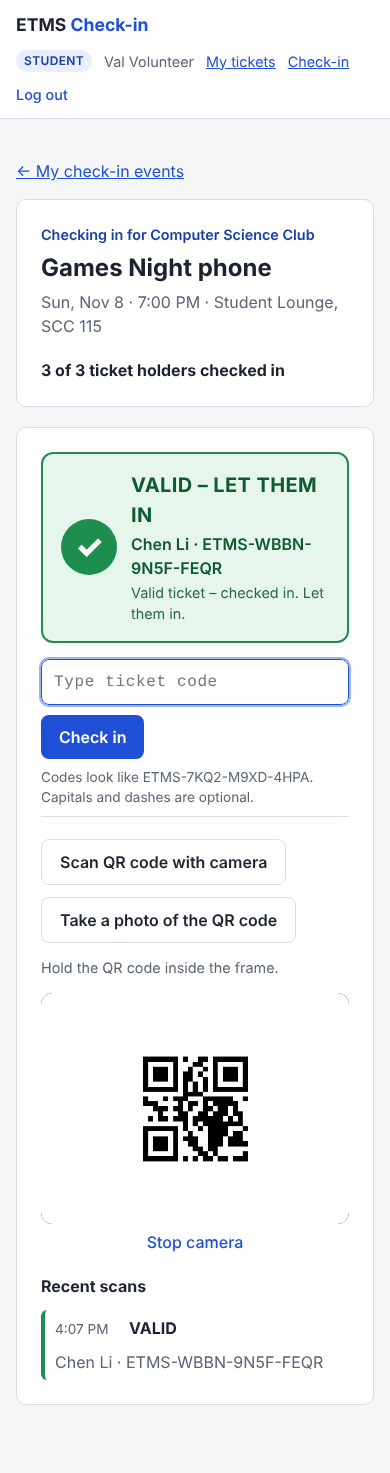 ETMS Check-in
STUDENT Val Volunteer My tickets Check-in
Log out
← My check-in events
Checking in for Computer Science Club
Games Night phone
Sun, Nov 8 · 7:00 PM · Student Lounge,
SCC 115
3 of 3 ticket holders checked in
VALID – LET THEM
IN
Chen Li · ETMS-WBBN-
9N5F-FEQR
Valid ticket – checked in. Let
them in.
Type ticket code
Check in
Codes look like ETMS-7KQ2-M9XD-4HPA.
Capitals and dashes are optional.
Scan QR code with camera
Take a photo of the QR code
Hold the QR code inside the frame.
Stop camera
Recent scans
4:07 PM VALID
Chen Li · ETMS-WBBN-9N5F-FEQR